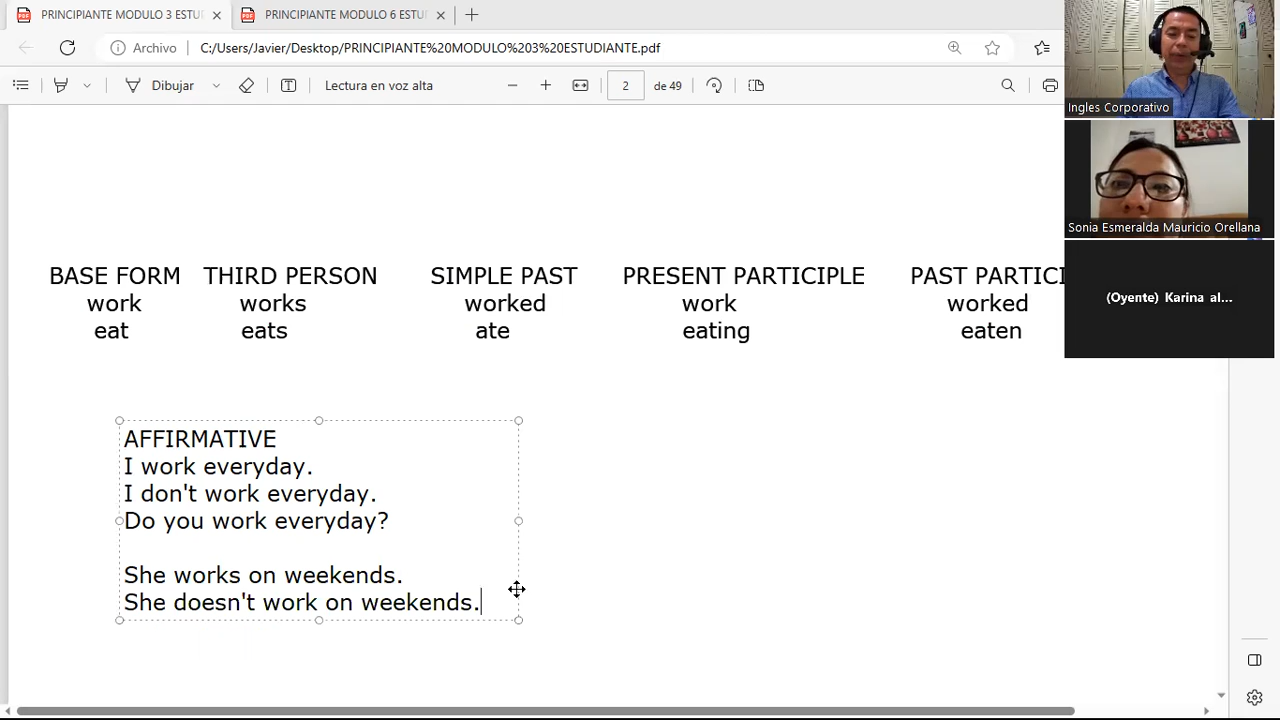 PRINCIPIANTE MODULO 3 ESTU
PRINCIPIANTE MODULO 6 ESTU
Archivo
C:/Users/Javier/Desktop/PRINCIPIANTE%20MODULO%203%20ESTUDIANTE.pdf
Dibujar
Lectura en voz alta
2
de 49
Ingles Corporativo
Sonia Esmeralda Mauricio Orellana
(Oyente) Karina al...
BASE FORM THIRD PERSON SIMPLE PAST PRESENT PARTICIPLE PAST PARTICI
work works worked work worked
eat eats ate eating eaten
AFFIRMATIVE
I work everyday.
I don't work everyday.
Do you work everyday?
She works on weekends.
She doesn't work on weekends.